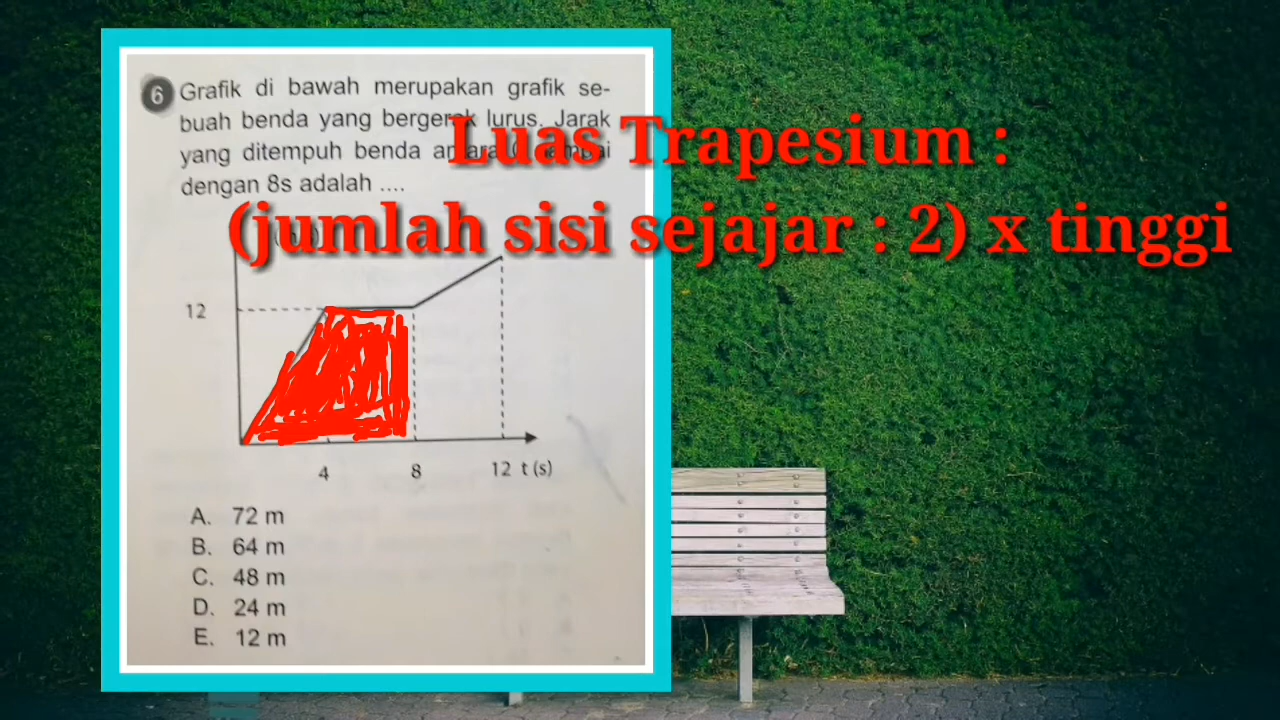 6 Grafik di bawah merupakan grafik se-
buah benda yang bergerak lurus. Jarak
yang ditempuh benda antara
dengan 8s adalah ....
Luas Trapesium :
(jumlah sisi sejajar : 2) x tinggi
12
4 8 12 t (s)
A. 72 m
B. 64 m
C. 48 m
D. 24 m
E. 12 m